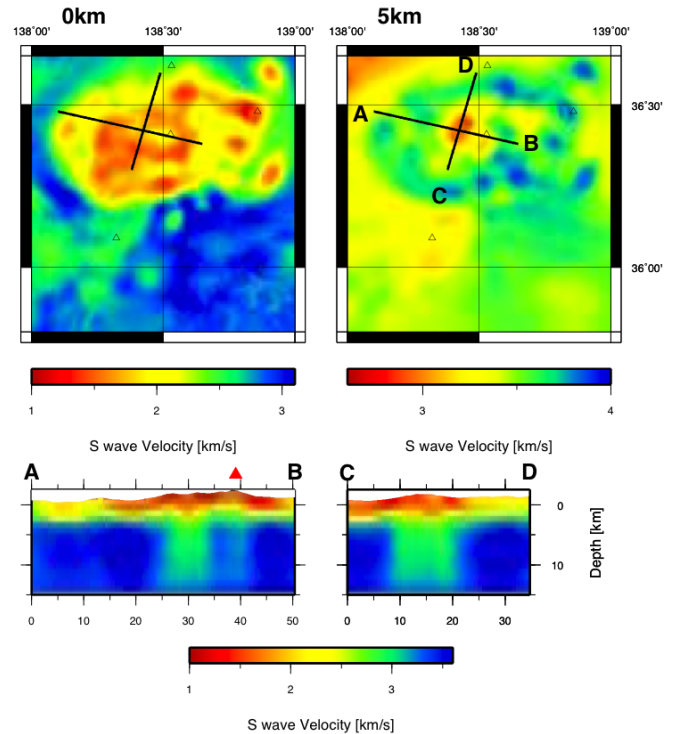 0km 5km
138˚00' 138˚30' 139˚00' 138˚00' 138˚30' 139˚00'
D
A
36˚30'
B
C
36˚00'
1 2 3 3 4
S wave Velocity [km/s] S wave Velocity [km/s]
A B C D
0
10
Depth [km]
0 10 20 30 40 50 0 10 20 30
1 2 3
S wave Velocity [km/s]